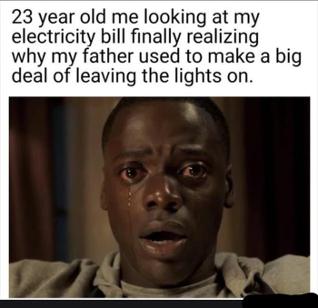 23 year old me looking at my
electricity bill finally realizing
why my father used to make a big
deal of leaving the lights on.